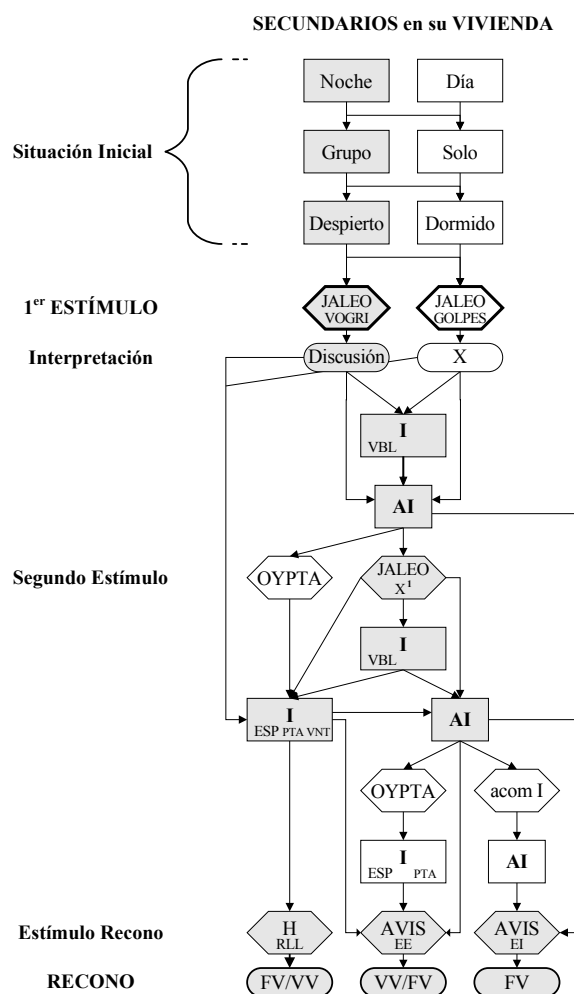 SECUNDARIOS en su VIVIENDA
Noche Día
Situación Inicial Grupo Solo
Despierto Dormido
1er ESTÍMULO JALEO VOGRI JALEO GOLPES
Interpretación Discusión X
I
VBL
AI
Segundo Estímulo OYPTA JALEO X1
I
VBL
I
ESP PTA VNT
AI
OYPTA acom I
I
ESP PTA
AI
Estímulo Recono H RLL AVIS EE AVIS EI
RECONO FV/VV VV/FV FV